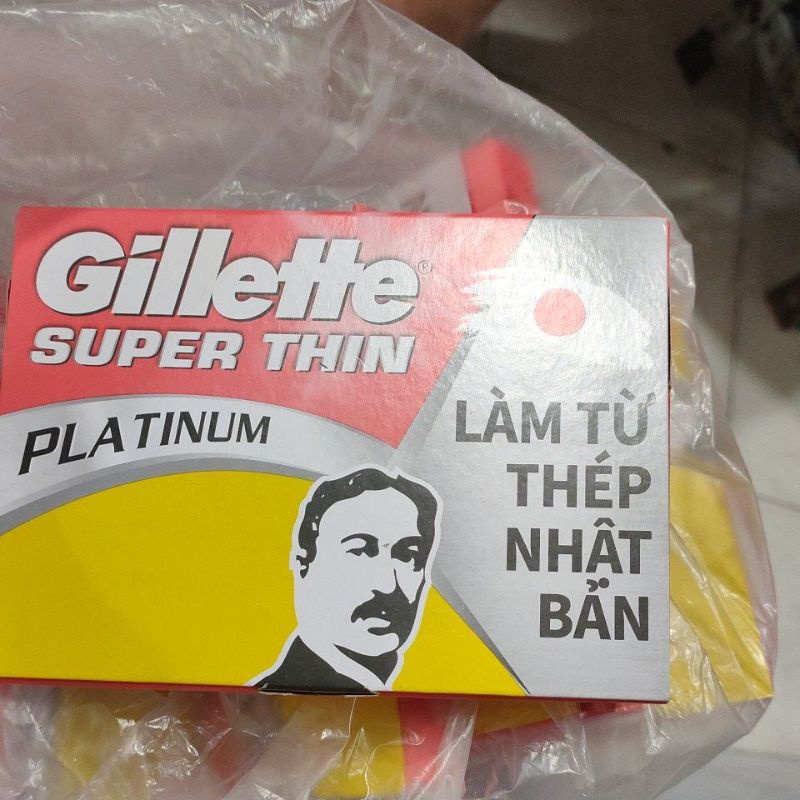 Gillette®
SUPER THIN
PLATINUM
LÀM TỪ
THÉP
NHẬT
BẢN